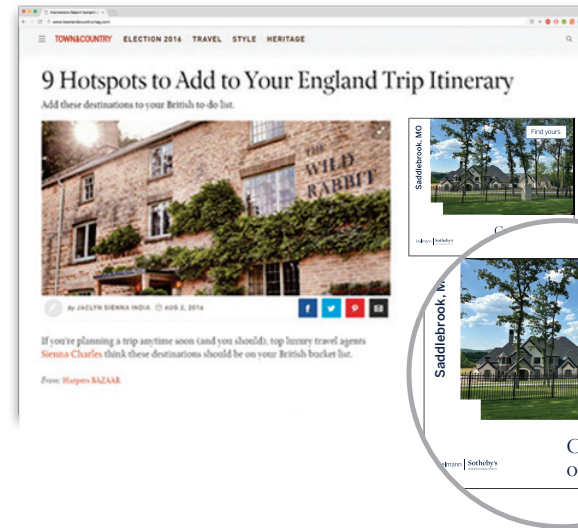 www.townandcountrymag.com
TOWN&COUNTRY ELECTION 2016 TRAVEL STYLE HERITAGE
9 Hotspots to Add to Your England Trip Itinerary
Add these destinations to your British to-do list.
THE
WILD
RABBIT
by JACLYN SIENNA INDIA AUG 2, 2016
If you're planning a trip anytime soon (and you should), top luxury travel agents
Sienna Charles think these destinations should be on your British bucket list.
From: Harpers BAZAAR
Saddlebrook, MO
Find yours
Sotheby's
Saddlebrook, M
Sotheby's